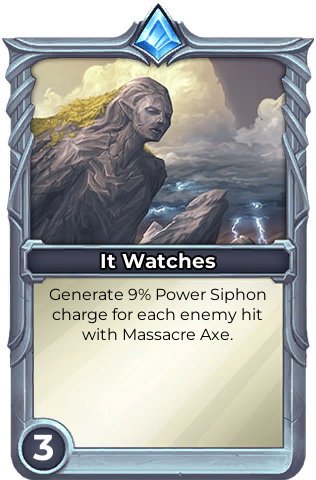 It Watches
Generate 9% Power Siphon
charge for each enemy hit
with Massacre Axe.
3